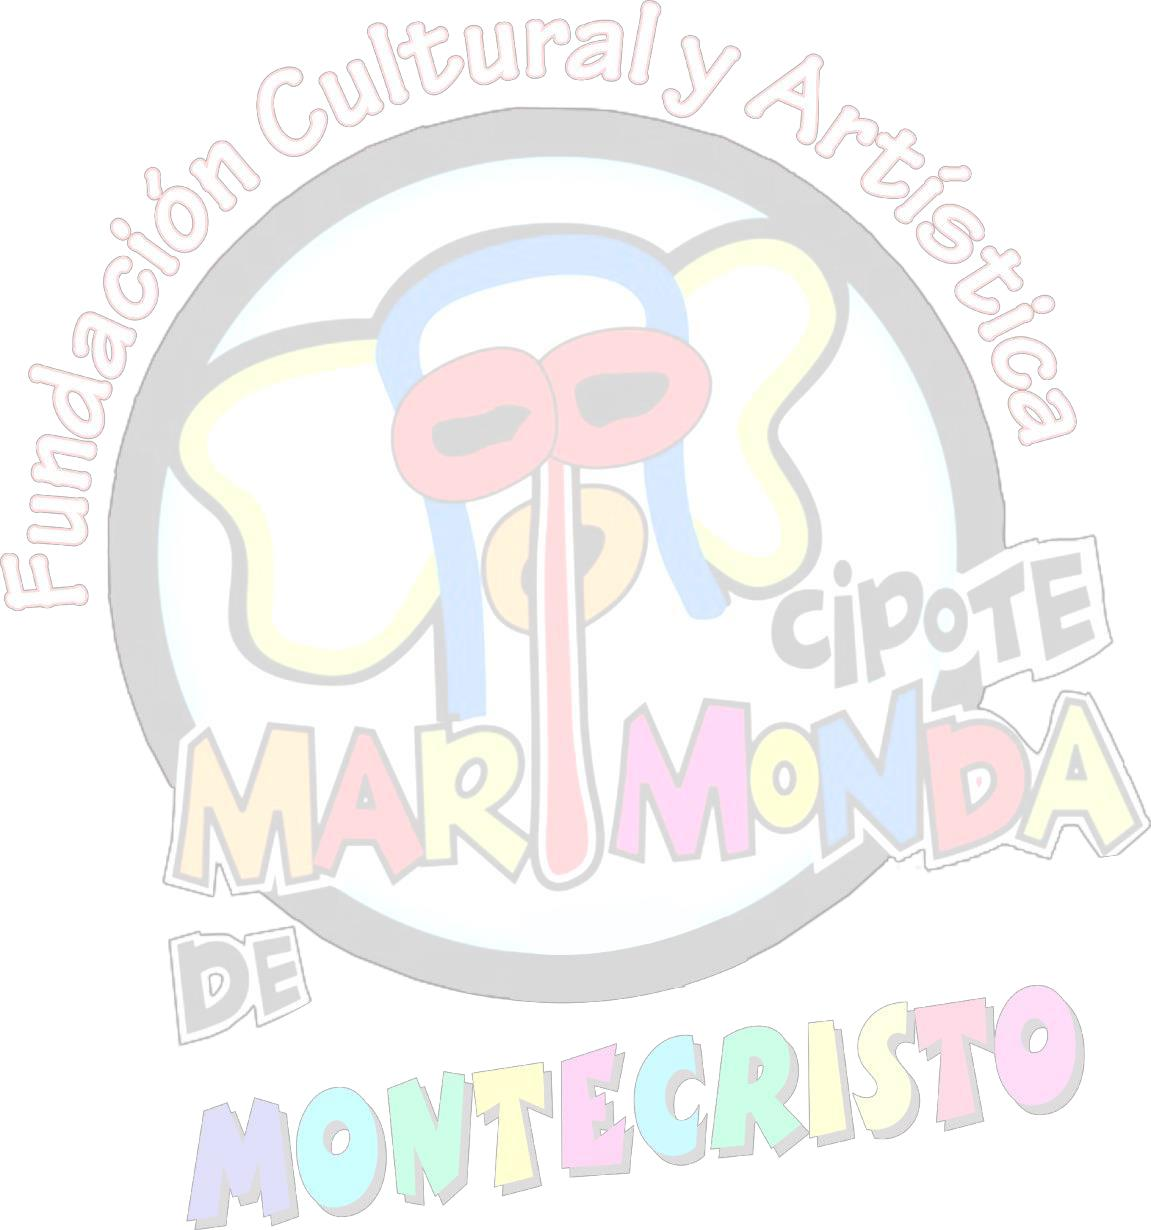 Fundación Cultural y Artística
CiPOTE
MARiMONDA
DE
MONTECRISTO